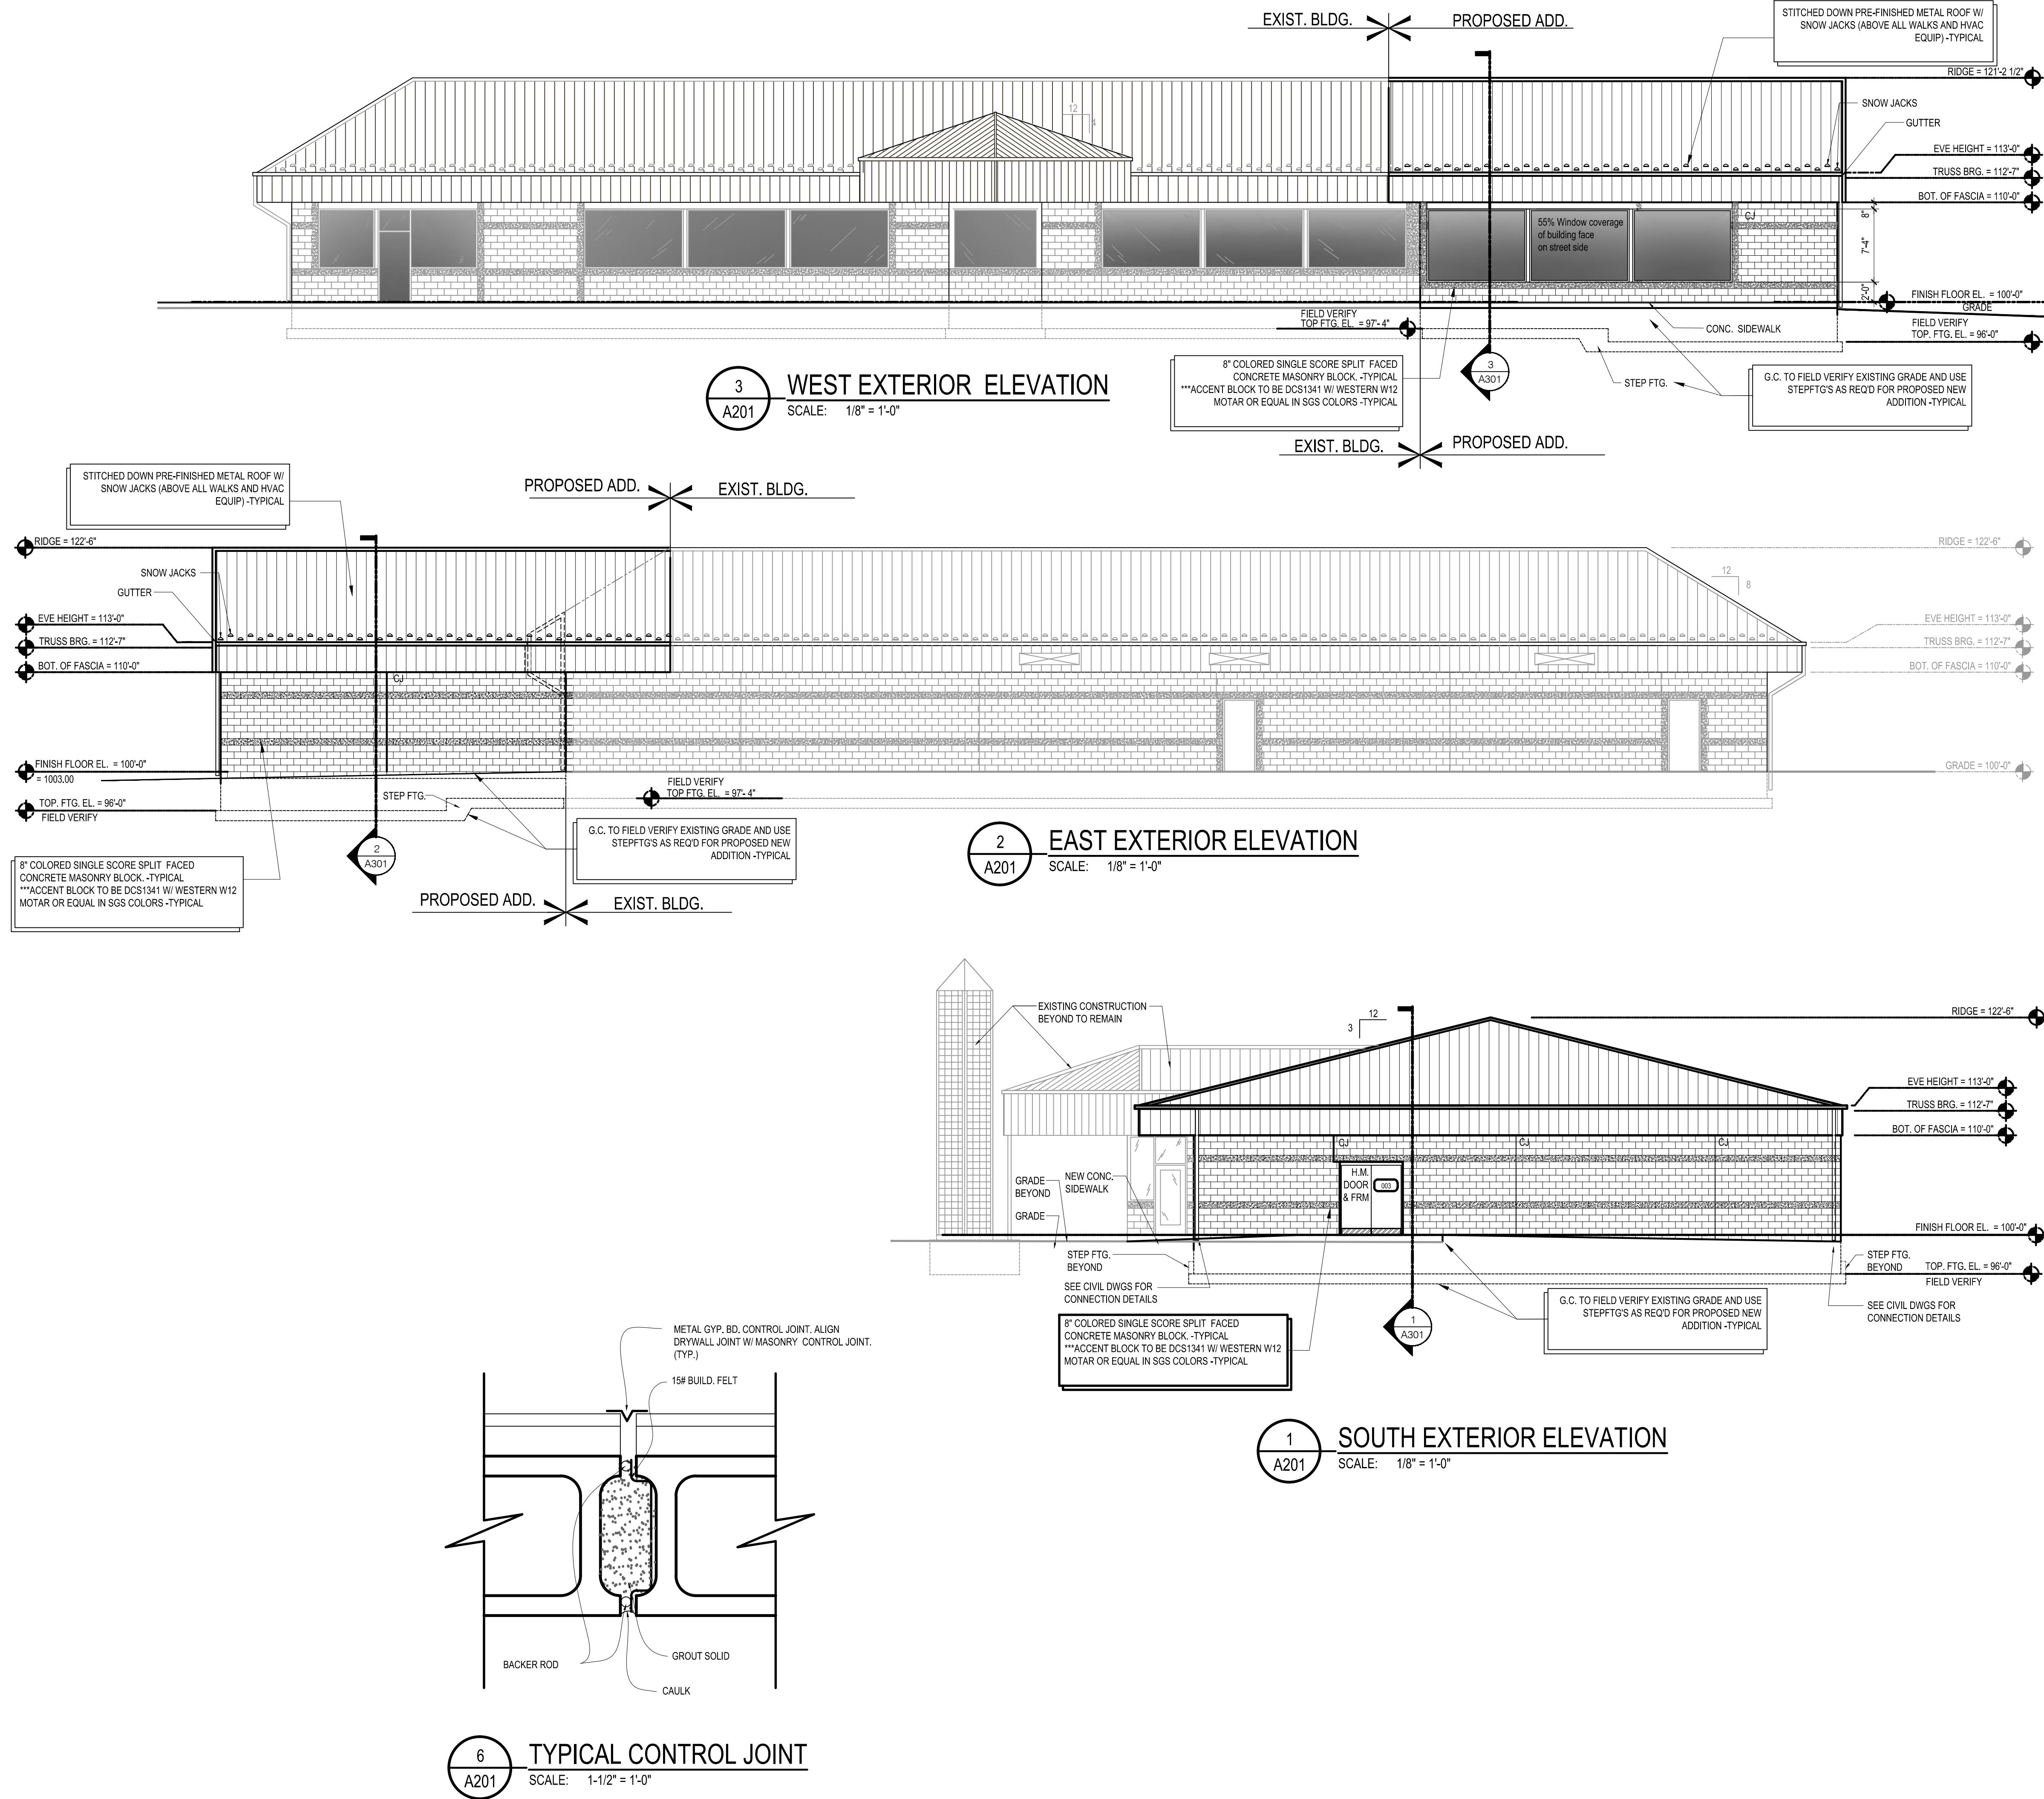 EXIST. BLDG.
PROPOSED ADD.
STITCHED DOWN PRE-FINISHED METAL ROOF W/
SNOW JACKS (ABOVE ALL WALKS AND HVAC
EQUIP) -TYPICAL
RIDGE = 121'-2 1/2"
SNOW JACKS
GUTTER
12
4
EVE HEIGHT = 113'-0"
TRUSS BRG. = 112'-7"
BOT. OF FASCIA = 110'-0"
55% Window coverage
of building face
on street side
CJ
8"
7'-4"
2'-0"
FINISH FLOOR EL. = 100'-0"
GRADE
FIELD VERIFY
TOP FTG. EL. = 97'- 4"
CONC. SIDEWALK
FIELD VERIFY
TOP. FTG. EL. = 96'-0"
3
A201
WEST EXTERIOR ELEVATION
SCALE: 1/8" = 1'-0"
8" COLORED SINGLE SCORE SPLIT FACED
CONCRETE MASONRY BLOCK. -TYPICAL
***ACCENT BLOCK TO BE DCS1341 W/ WESTERN W12
MOTAR OR EQUAL IN SGS COLORS -TYPICAL
3
A301
STEP FTG.
G.C. TO FIELD VERIFY EXISTING GRADE AND USE
STEPFTG'S AS REQ'D FOR PROPOSED NEW
ADDITION -TYPICAL
EXIST. BLDG.
PROPOSED ADD.
STITCHED DOWN PRE-FINISHED METAL ROOF W/
SNOW JACKS (ABOVE ALL WALKS AND HVAC
EQUIP) -TYPICAL
PROPOSED ADD.
EXIST. BLDG.
RIDGE = 122'-6"
RIDGE = 122'-6"
SNOW JACKS
GUTTER
12
8
EVE HEIGHT = 113'-0"
TRUSS BRG. = 112'-7"
BOT. OF FASCIA = 110'-0"
EVE HEIGHT = 113'-0"
TRUSS BRG. = 112'-7"
BOT. OF FASCIA = 110'-0"
CJ
FINISH FLOOR EL. = 100'-0"
= 1003.00
GRADE = 100'-0"
TOP. FTG. EL. = 96'-0"
FIELD VERIFY
STEP FTG.
FIELD VERIFY
TOP FTG. EL. = 97'- 4"
G.C. TO FIELD VERIFY EXISTING GRADE AND USE
STEPFTG'S AS REQ'D FOR PROPOSED NEW
ADDITION -TYPICAL
2
A301
8" COLORED SINGLE SCORE SPLIT FACED
CONCRETE MASONRY BLOCK. -TYPICAL
***ACCENT BLOCK TO BE DCS1341 W/ WESTERN W12
MOTAR OR EQUAL IN SGS COLORS -TYPICAL
2
A201
EAST EXTERIOR ELEVATION
SCALE: 1/8" = 1'-0"
PROPOSED ADD.
EXIST. BLDG.
EXISTING CONSTRUCTION
BEYOND TO REMAIN
12
3
RIDGE = 122'-6"
EVE HEIGHT = 113'-0"
TRUSS BRG. = 112'-7"
BOT. OF FASCIA = 110'-0"
CJ
CJ
CJ
H.M.
DOOR
& FRM
003
GRADE
BEYOND
NEW CONC.
SIDEWALK
GRADE
FINISH FLOOR EL. = 100'-0"
STEP FTG.
BEYOND
STEP FTG.
BEYOND
TOP. FTG. EL. = 96'-0"
FIELD VERIFY
SEE CIVIL DWGS FOR
CONNECTION DETAILS
SEE CIVIL DWGS FOR
CONNECTION DETAILS
8" COLORED SINGLE SCORE SPLIT FACED
CONCRETE MASONRY BLOCK. -TYPICAL
***ACCENT BLOCK TO BE DCS1341 W/ WESTERN W12
MOTAR OR EQUAL IN SGS COLORS -TYPICAL
1
A301
G.C. TO FIELD VERIFY EXISTING GRADE AND USE
STEPFTG'S AS REQ'D FOR PROPOSED NEW
ADDITION -TYPICAL
1
A201
SOUTH EXTERIOR ELEVATION
SCALE: 1/8" = 1'-0"
METAL GYP. BD. CONTROL JOINT. ALIGN
DRYWALL JOINT W/ MASONRY CONTROL JOINT.
(TYP.)
15# BUILD. FELT
BACKER ROD
GROUT SOLID
CAULK
6
A201
TYPICAL CONTROL JOINT
SCALE: 1-1/2" = 1'-0"